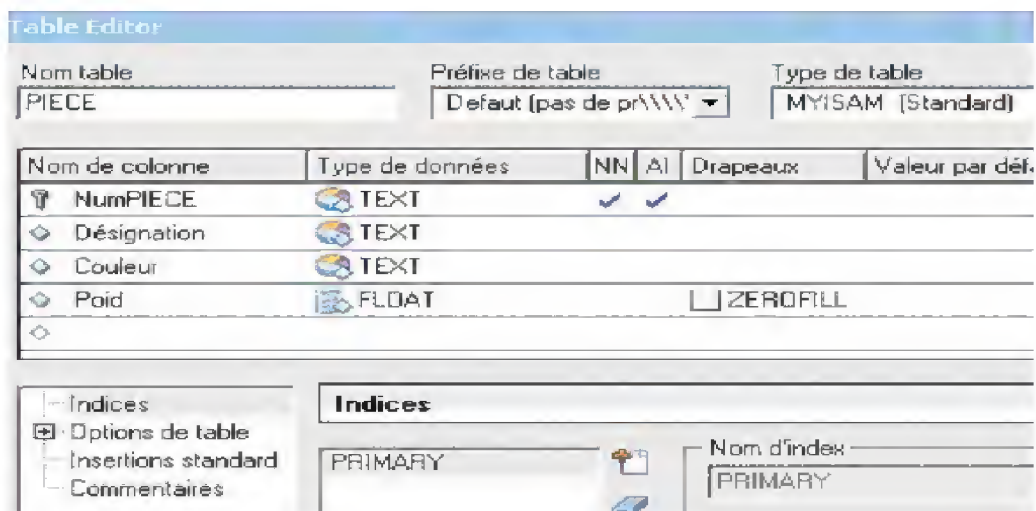 Table Editor
Nom table Préfixe de table Type de table
PIECE Defaut (pas de pr\\\\' MYISAM (Standard)
Nom de colonne Type de données NN AI Drapeaux Valeur par défa
NumPIECE TEXT
Désignation TEXT
Couleur TEXT
Poid FLOAT ZEROFILL
Indices Indices
Options de table
Insertions standard PRIMARY Nom d'index
Commentaires PRIMARY